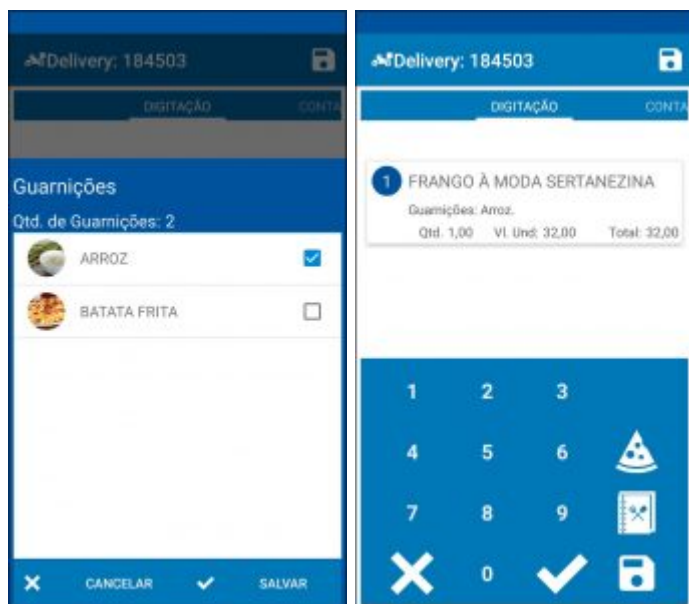 Delivery: 184503
DIGITAÇÃO
CONTA
Guarnições
Qtd. de Guarnições: 2
ARROZ
BATATA FRITA
CANCELAR
SALVAR
Delivery: 184503
DIGITAÇÃO
CONTA
1 FRANGO À MODA SERTANEZINA
Guarnições: Arroz.
Qtd. 1,00 Vl. Und: 32,00 Total: 32,00
1 2 3
4 5 6
7 8 9
0